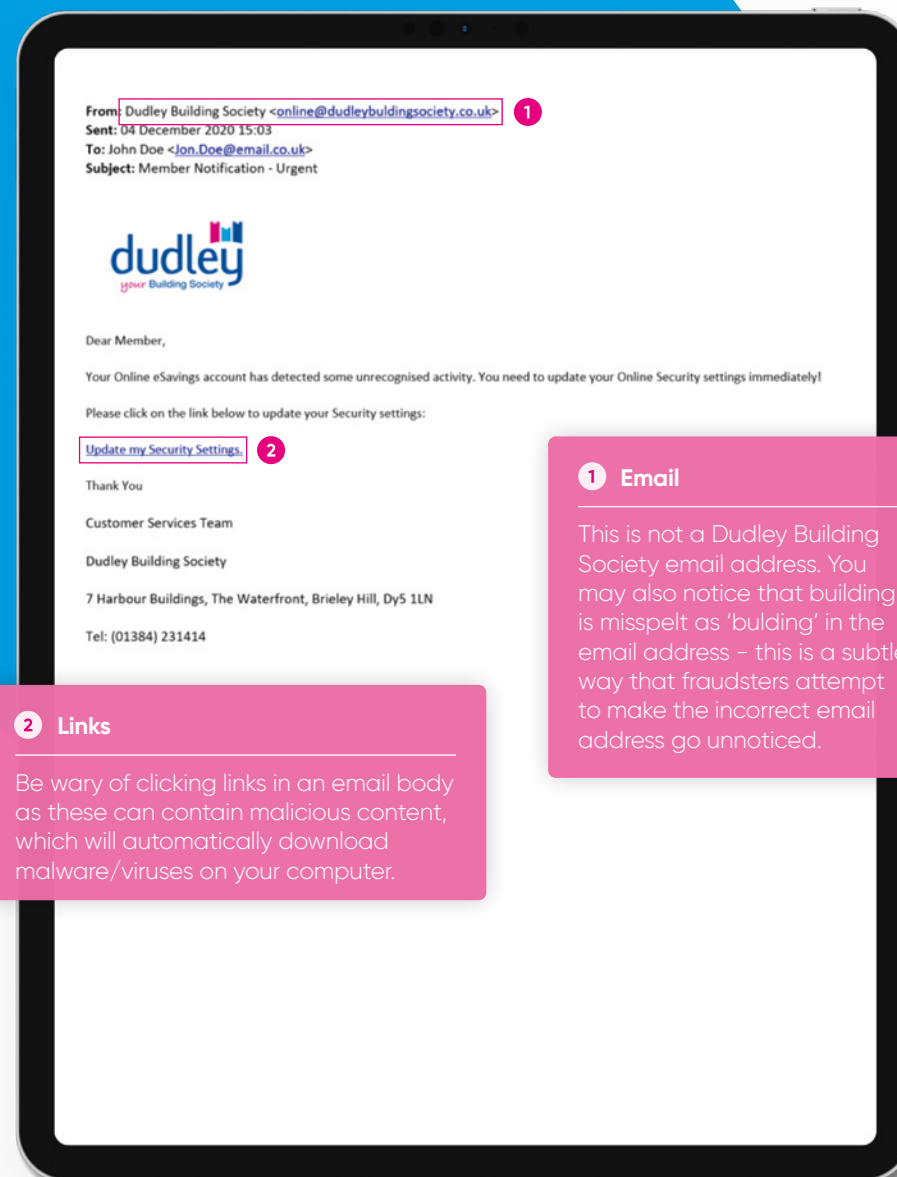 From: Dudley Building Society <online@dudleybuldingsociety.co.uk> 1
Sent: 04 December 2020 15:03
To: John Doe <Jon.Doe@email.co.uk>
Subject: Member Notification - Urgent
dudley
your Building Society
Dear Member,
Your Online eSavings account has detected some unrecognised activity. You need to update your Online Security settings immediately!
Please click on the link below to update your Security settings:
Update my Security Settings. 2
Thank You
Customer Services Team
Dudley Building Society
7 Harbour Buildings, The Waterfront, Brieley Hill, Dy5 1LN
Tel: (01384) 231414
1 Email
This is not a Dudley Building
Society email address. You
may also notice that building
is misspelt as ‘bulding’ in the
email address - this is a subtle
way that fraudsters attempt
to make the incorrect email
address go unnoticed.
2 Links
Be wary of clicking links in an email body
as these can contain malicious content,
which will automatically download
malware/viruses on your computer.